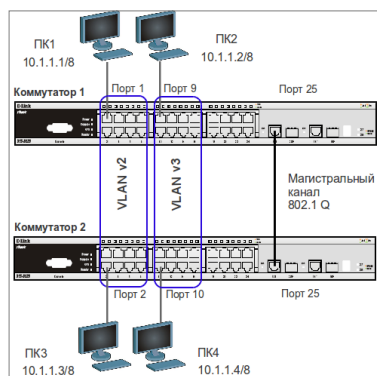 ПК1
10.1.1.1/8
ПК2
10.1.1.2/8
Коммутатор 1
Порт 1
Порт 9
Порт 25
D-Link
VLAN v2
VLAN v3
Магистральный
канал
802.1 Q
Коммутатор 2
D-Link
Порт 2
Порт 10
Порт 25
ПК3
10.1.1.3/8
ПК4
10.1.1.4/8